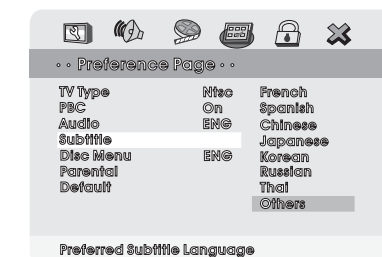 ·· Preference Page ··
TV Type Ntsc French
PBC On Spanish
Audio ENG Chinese
Subtitle Japanese
Disc Menu ENG Korean
Parental Russian
Default Thai
Others
Preferred Subtitle Language